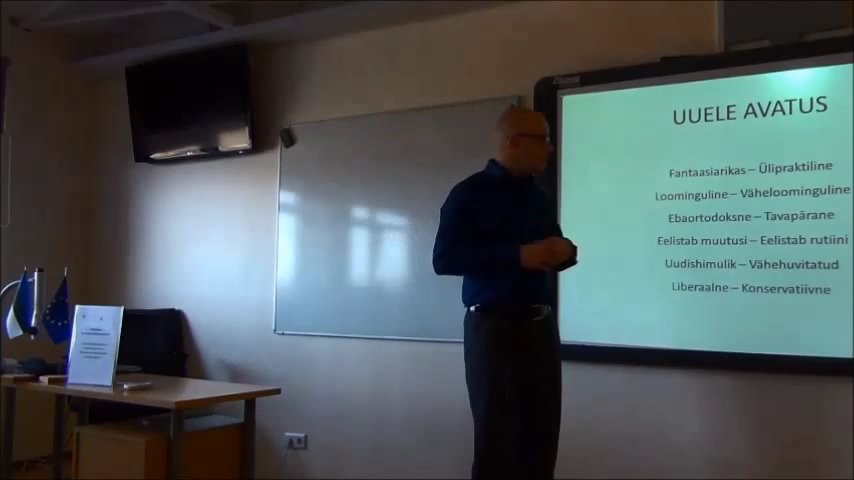 UUELE AVATUS
Fantaasiarikas – Ülipraktiline
Loominguline – Väheloominguline
Ebaortodoksne – Tavapärane
Eelistab muutusi – Eelistab rutiini
Uudishimulik – Vähehuvitatud
Liberaalne – Konservatiivne